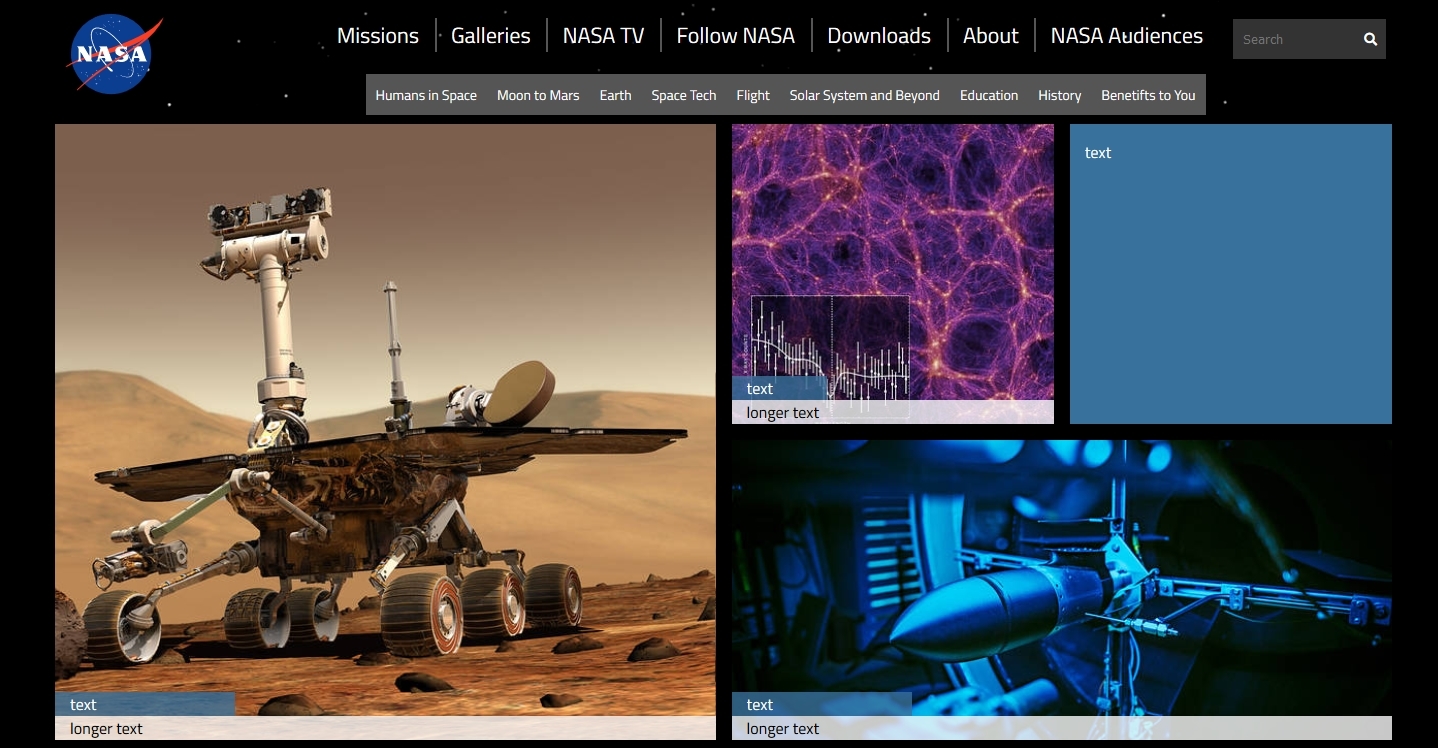 NASA
Missions
Galleries
NASA TV
Follow NASA
Downloads
About
NASA Audiences
Search
Humans in Space
Moon to Mars
Earth
Space Tech
Flight
Solar System and Beyond
Education
History
Benetifts to You
text
longer text
text
longer text
text
text
longer text